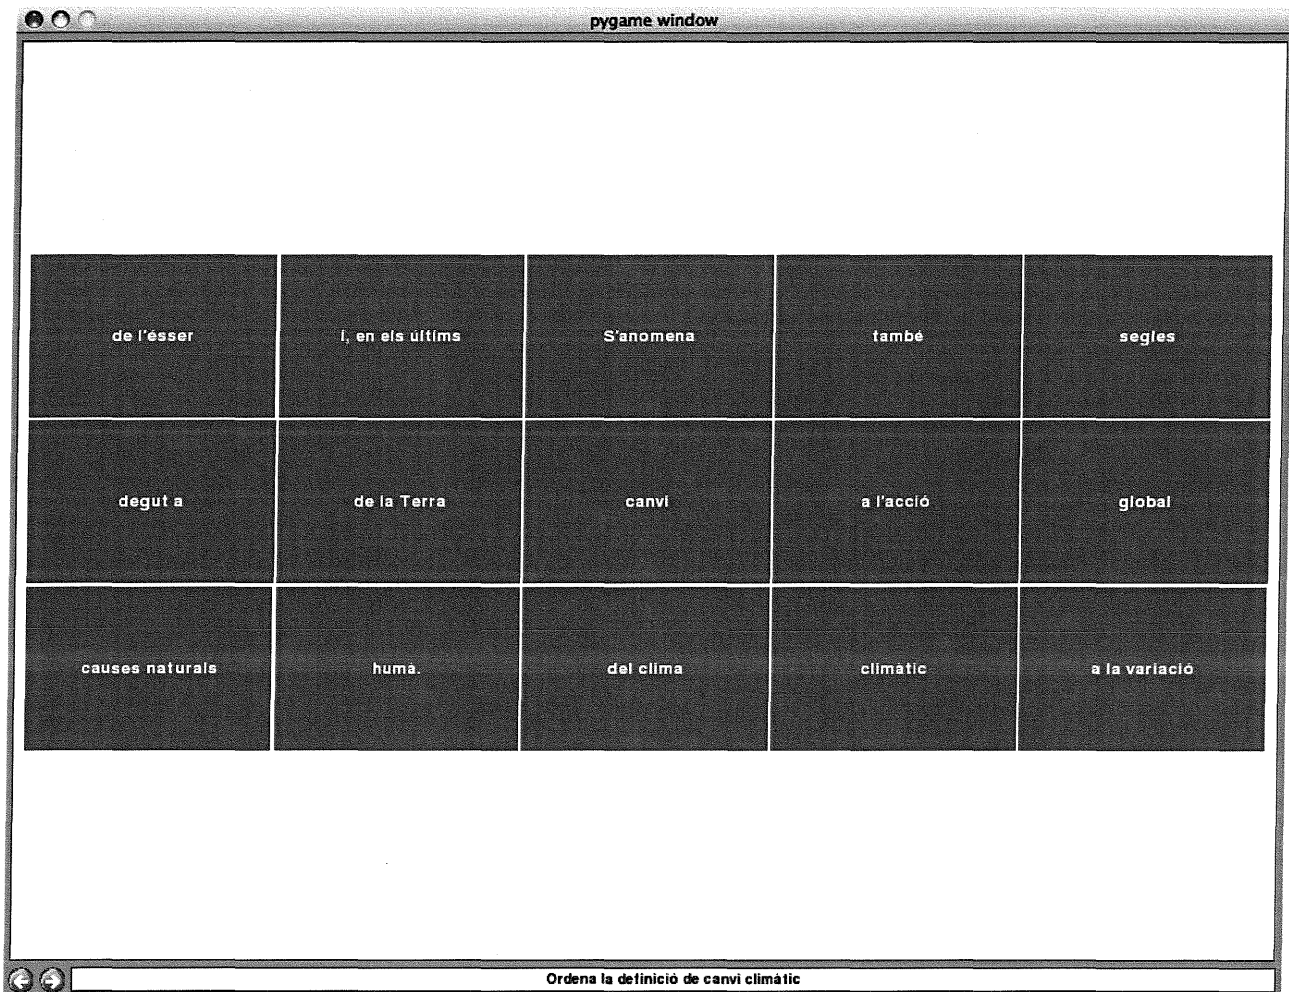 pygame window
de l'ésser
i, en els últims
S'anomena
també
segles
degut a
de la Terra
canvi
a l'acció
global
causes naturals
humà.
del clima
climàtic
a la variació
Ordena la definició de canvi climàtic